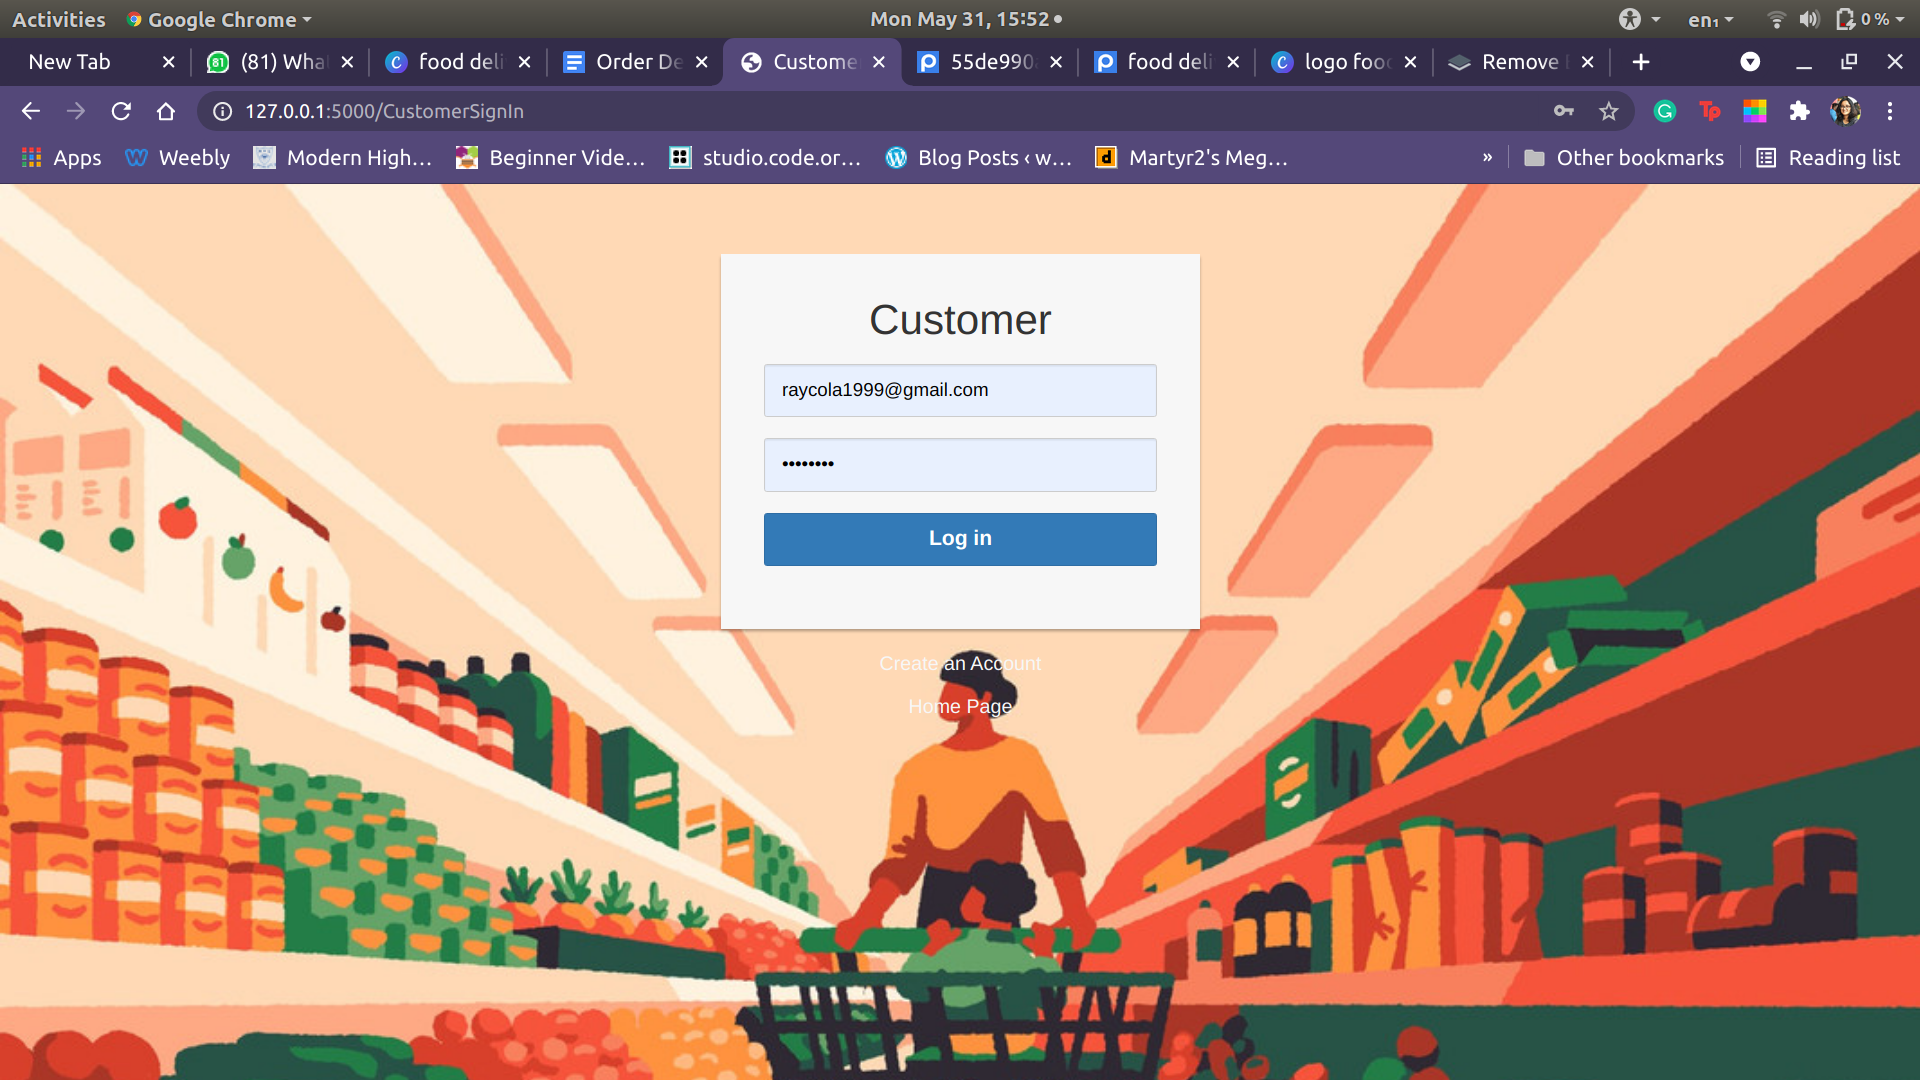 Activities Google Chrome Mon May 31, 15:52 en₁ 0 %
New Tab (81) Wha food deli Order De Custome 55de990 food deli logo foo Remove
127.0.0.1:5000/CustomerSignIn
Apps Weebly Modern High... Beginner Vide... studio.code.or... Blog Posts ‹ w... Martyr2's Meg... » Other bookmarks Reading list
Customer
raycola1999@gmail.com
••••••••
Log in
Create an Account
Home Page